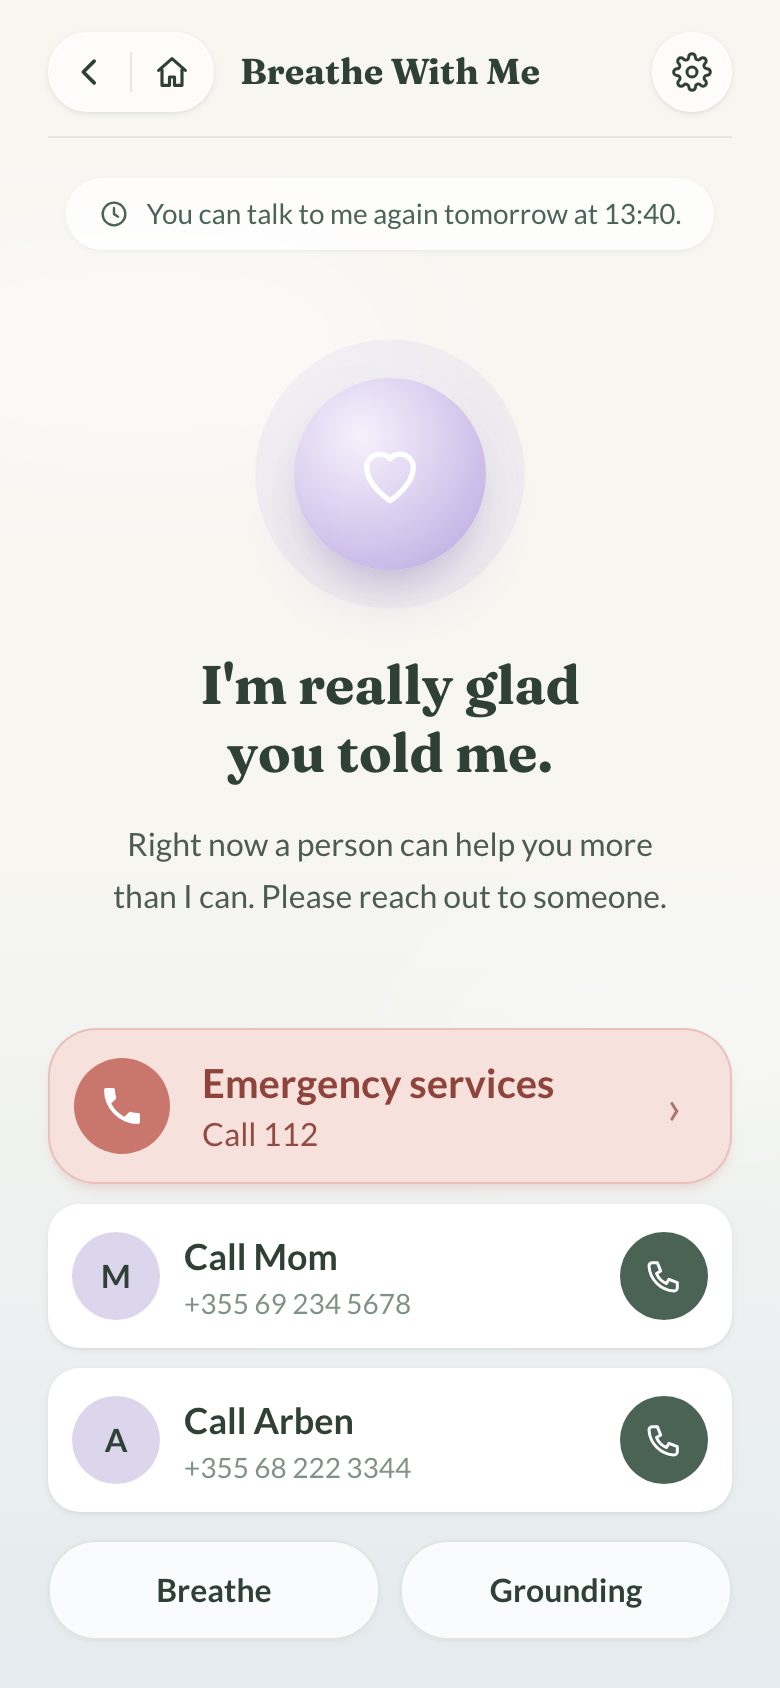 Breathe With Me
You can talk to me again tomorrow at 13:40.
I'm really glad
you told me.
Right now a person can help you more
than I can. Please reach out to someone.
Emergency services
Call 112
M
Call Mom
+355 69 234 5678
A
Call Arben
+355 68 222 3344
Breathe
Grounding